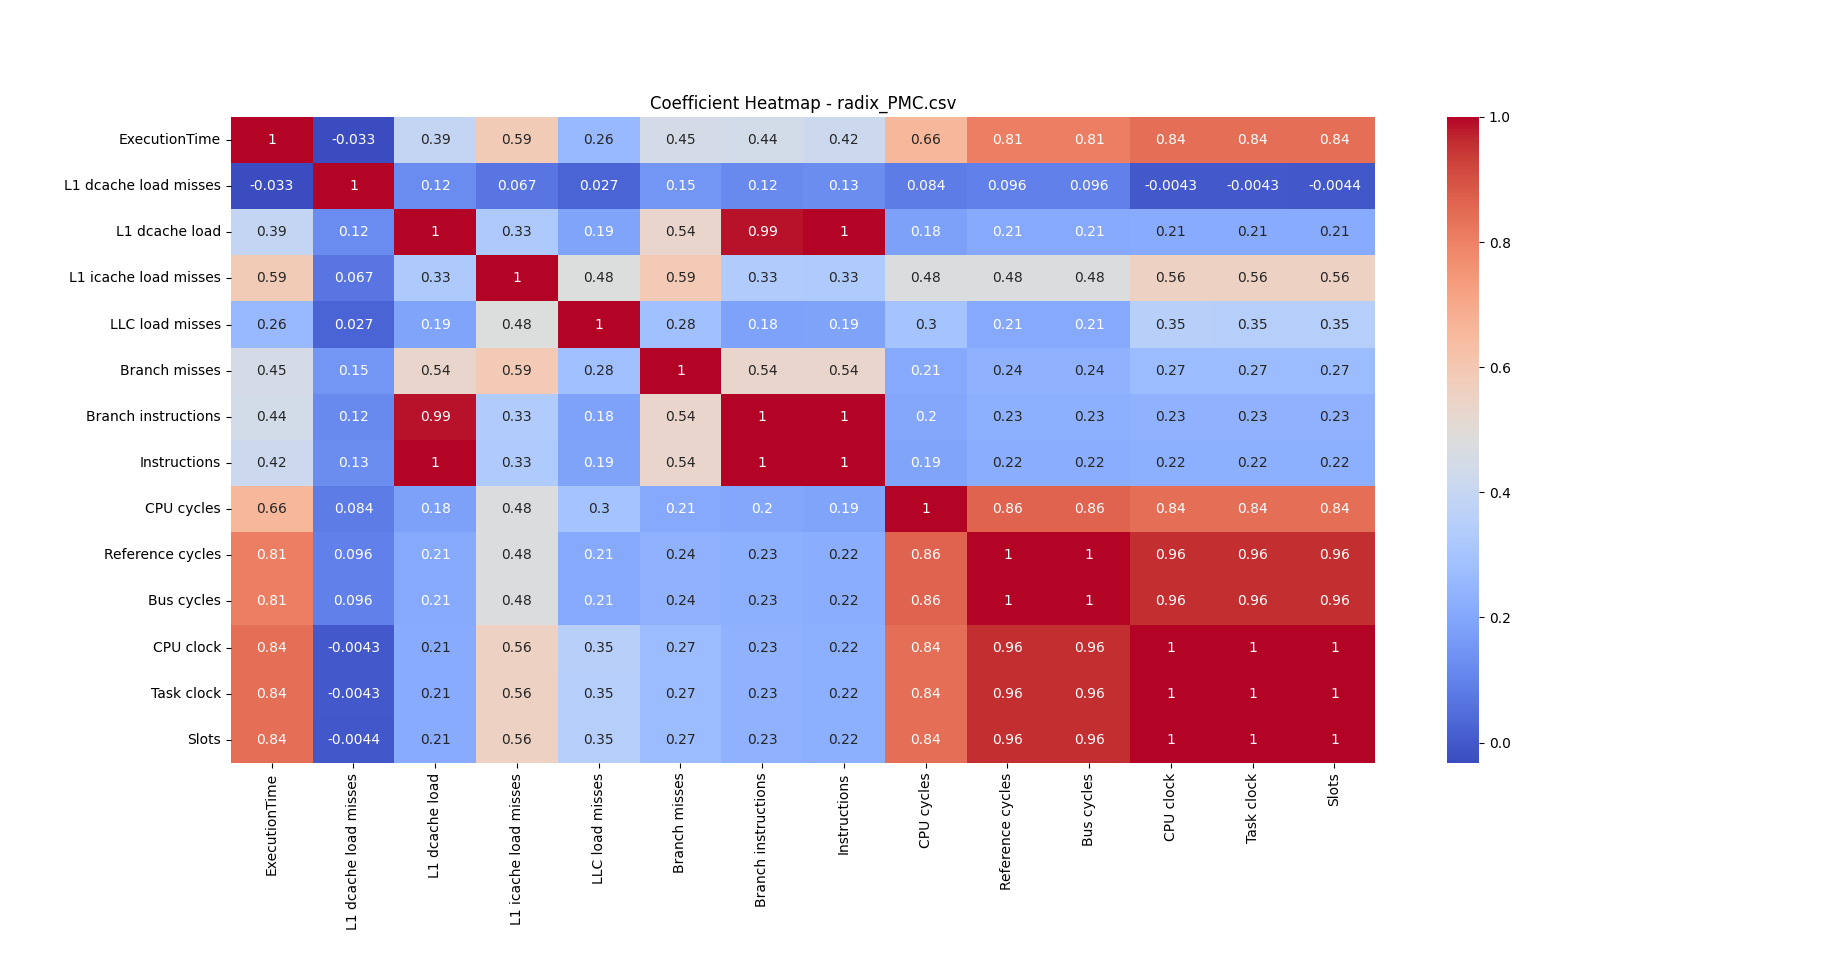 Coefficient Heatmap - radix_PMC.csv
ExecutionTime 1 -0.033 0.39 0.59 0.26 0.45 0.44 0.42 0.66 0.81 0.81 0.84 0.84 0.84
L1 dcache load misses -0.033 1 0.12 0.067 0.027 0.15 0.12 0.13 0.084 0.096 0.096 -0.0043 -0.0043 -0.0044
L1 dcache load 0.39 0.12 1 0.33 0.19 0.54 0.99 1 0.18 0.21 0.21 0.21 0.21 0.21
L1 icache load misses 0.59 0.067 0.33 1 0.48 0.59 0.33 0.33 0.48 0.48 0.48 0.56 0.56 0.56
LLC load misses 0.26 0.027 0.19 0.48 1 0.28 0.18 0.19 0.3 0.21 0.21 0.35 0.35 0.35
Branch misses 0.45 0.15 0.54 0.59 0.28 1 0.54 0.54 0.21 0.24 0.24 0.27 0.27 0.27
Branch instructions 0.44 0.12 0.99 0.33 0.18 0.54 1 1 0.2 0.23 0.23 0.23 0.23 0.23
Instructions 0.42 0.13 1 0.33 0.19 0.54 1 1 0.19 0.22 0.22 0.22 0.22 0.22
CPU cycles 0.66 0.084 0.18 0.48 0.3 0.21 0.2 0.19 1 0.86 0.86 0.84 0.84 0.84
Reference cycles 0.81 0.096 0.21 0.48 0.21 0.24 0.23 0.22 0.86 1 1 0.96 0.96 0.96
Bus cycles 0.81 0.096 0.21 0.48 0.21 0.24 0.23 0.22 0.86 1 1 0.96 0.96 0.96
CPU clock 0.84 -0.0043 0.21 0.56 0.35 0.27 0.23 0.22 0.84 0.96 0.96 1 1 1
Task clock 0.84 -0.0043 0.21 0.56 0.35 0.27 0.23 0.22 0.84 0.96 0.96 1 1 1
Slots 0.84 -0.0044 0.21 0.56 0.35 0.27 0.23 0.22 0.84 0.96 0.96 1 1 1
ExecutionTime
L1 dcache load misses
L1 dcache load
L1 icache load misses
LLC load misses
Branch misses
Branch instructions
Instructions
CPU cycles
Reference cycles
Bus cycles
CPU clock
Task clock
Slots
1.0
0.8
0.6
0.4
0.2
0.0